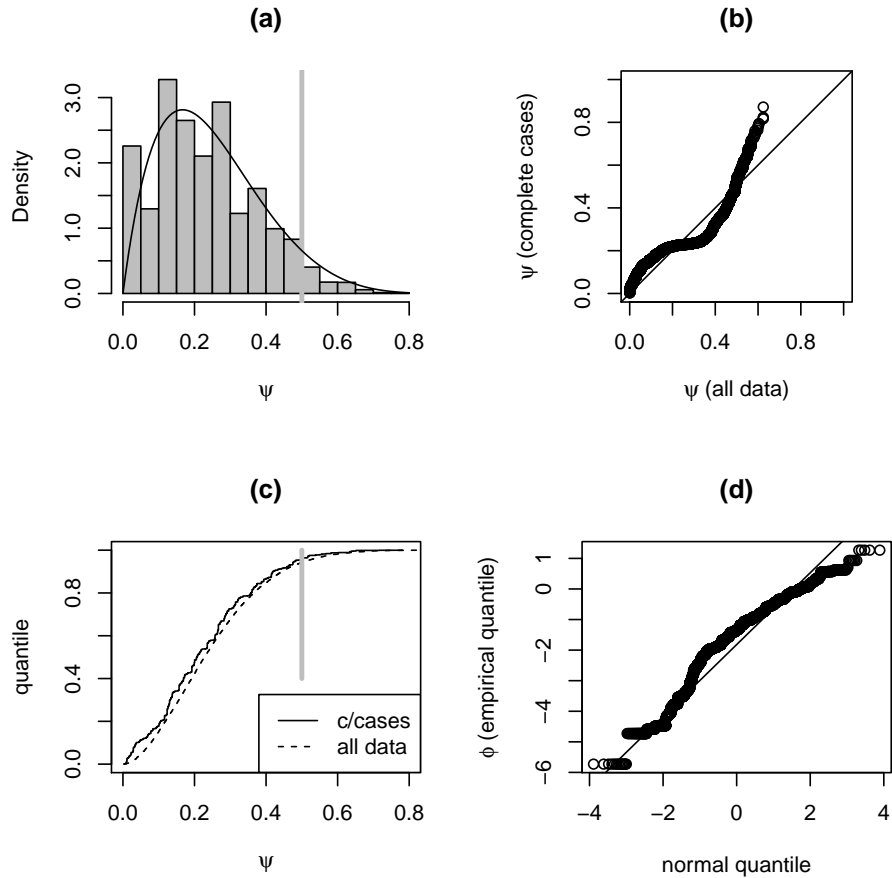 (a)
Density
0.0 1.0 2.0 3.0
0.0 0.2 0.4 0.6 0.8
ψ
(b)
ψ (complete cases)
0.0 0.4 0.8
0.0 0.4 0.8
ψ (all data)
(c)
quantile
0.0 0.4 0.8
c/cases
all data
0.0 0.2 0.4 0.6 0.8
ψ
(d)
ϕ (empirical quantile)
−6 −4 −2 0 1
−4 −2 0 2 4
normal quantile